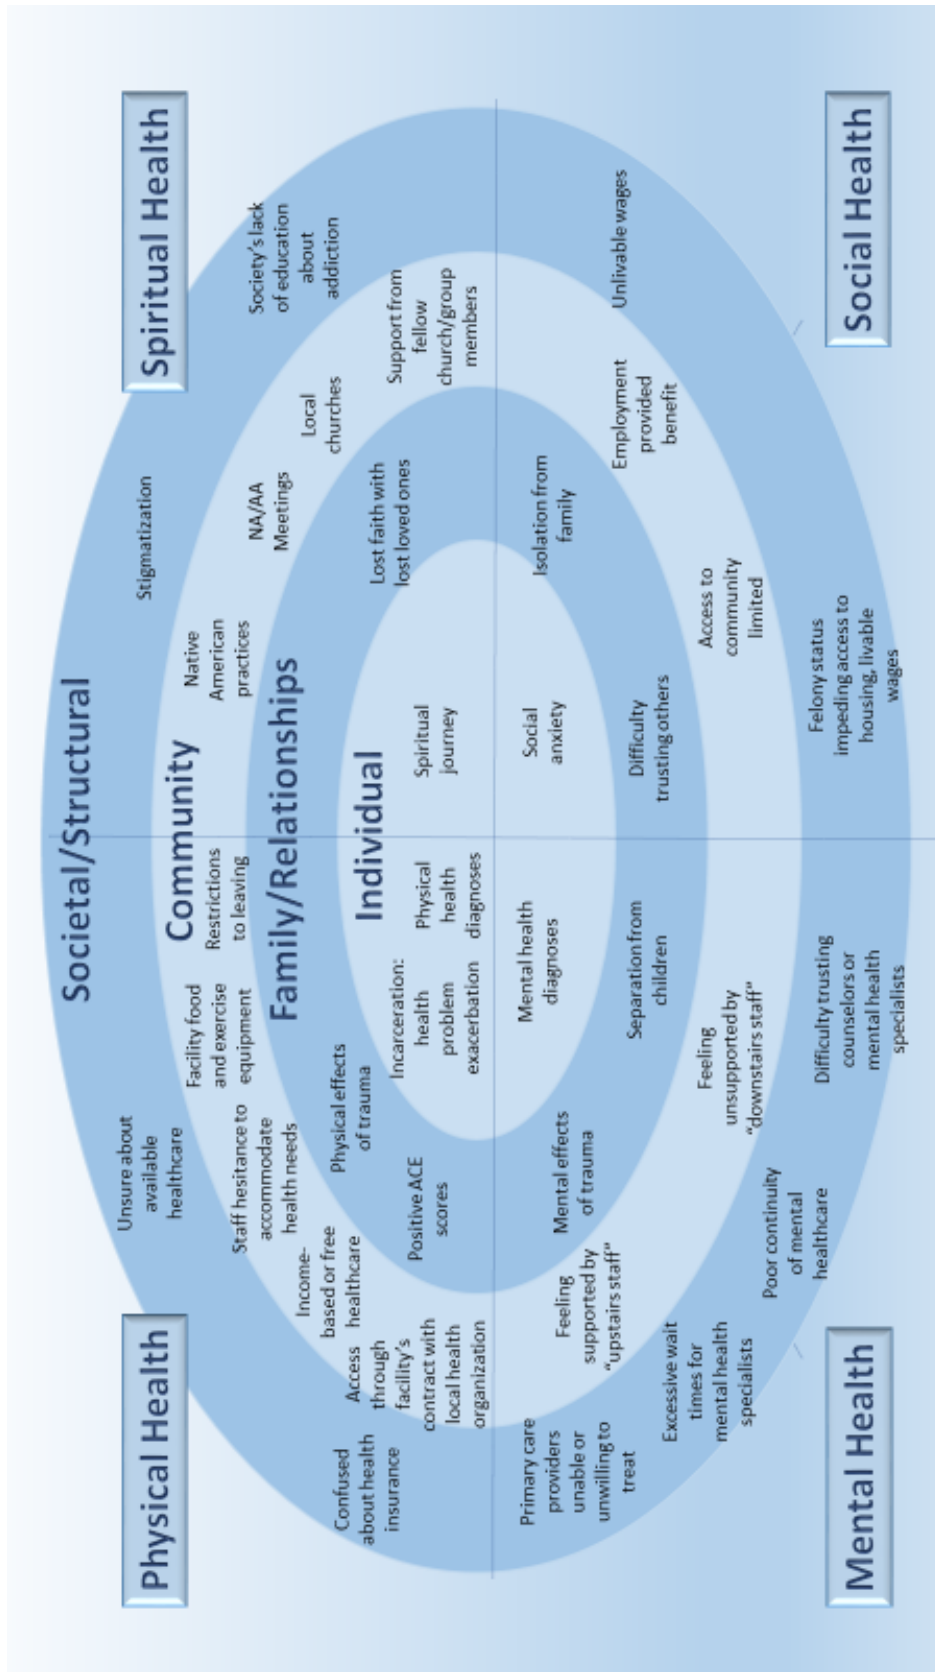 Physical Health
Spiritual Health
Societal/Structural
Unsure about
available
healthcare
Stigmatization
Community
Facility food
and exercise
equipment
Restrictions
to leaving
Native
American
practices
Staff hesitance to
accommodate
health needs
NA/AA
Meetings
Society's lack
of education
about
addiction
Family/Relationships
Income-
based or free
healthcare
Local
churches
Physical effects
of trauma
Confused
about health
insurance
Access
through
facility's
contract with
local health
organization
Individual
Lost faith with
lost loved ones
Support from
fellow
church/group
members
Positive ACE
scores
Incarceration:
health
problem
exacerbation
Physical
health
diagnoses
Spiritual
journey
Primary care
providers
unable or
unwilling to
treat
Mental health
diagnoses
Social
anxiety
Isolation from
family
Feeling
supported by
“upstairs staff”
Mental effects
of trauma
Separation from
children
Difficulty
trusting others
Employment
provided
benefit
Unlivable wages
Excessive wait
times for
mental health
specialists
Feeling
unsupported by
“downstairs staff”
Access to
community
limited
Poor continuity
of mental
healthcare
Difficulty trusting
counselors or
mental health
specialists
Felony status
impeding access to
housing, livable
wages
Mental Health
Social Health